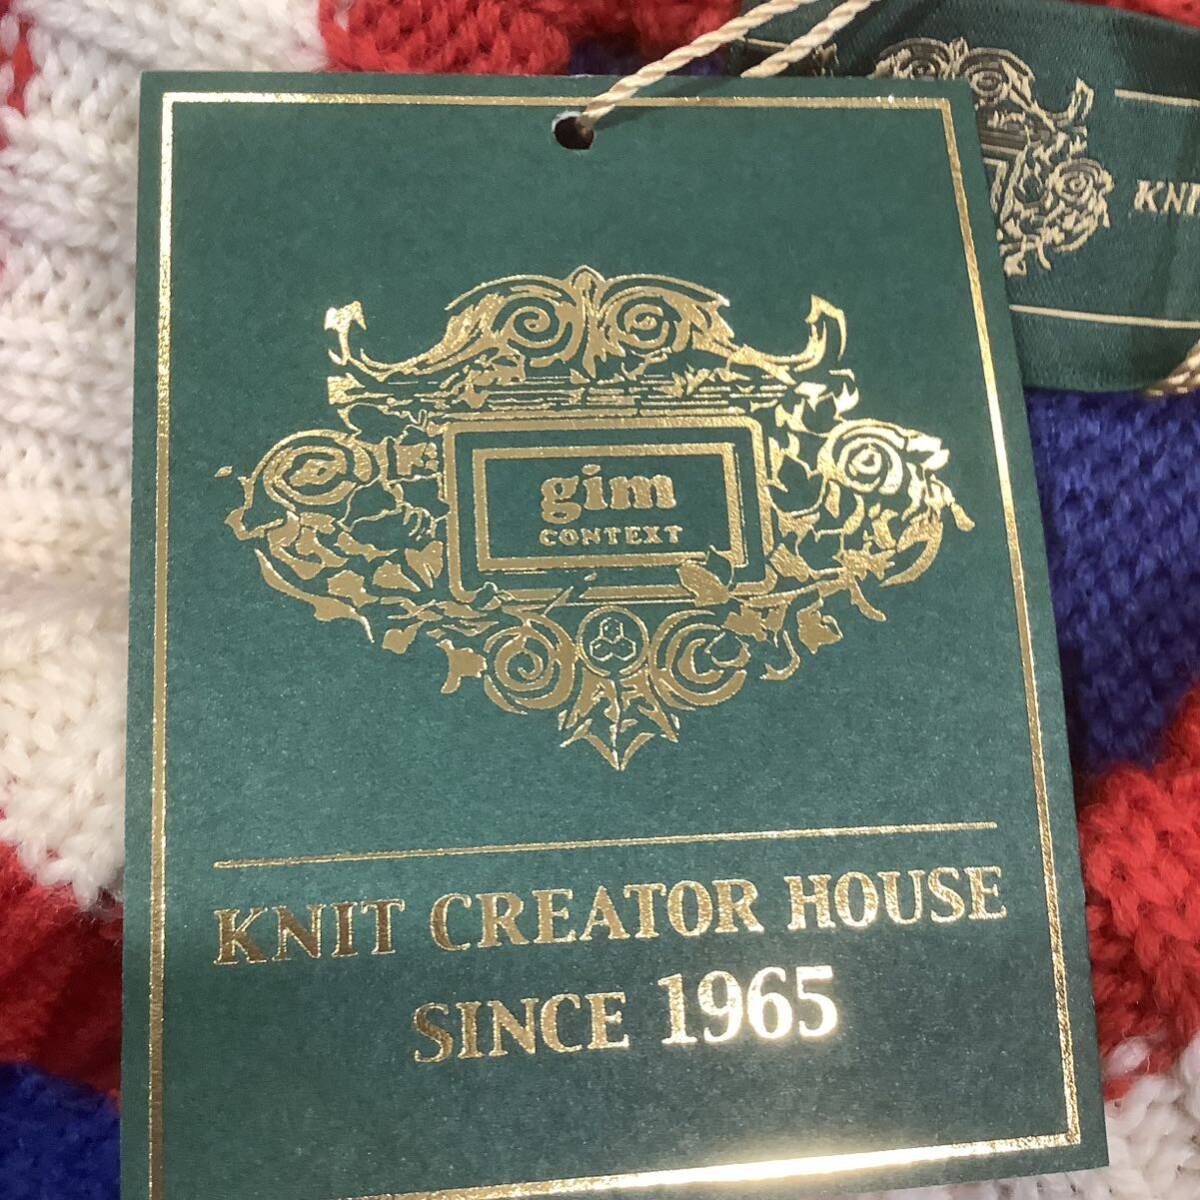 gim
CONTEXT
KNIT CREATOR HOUSE
SINCE 1965